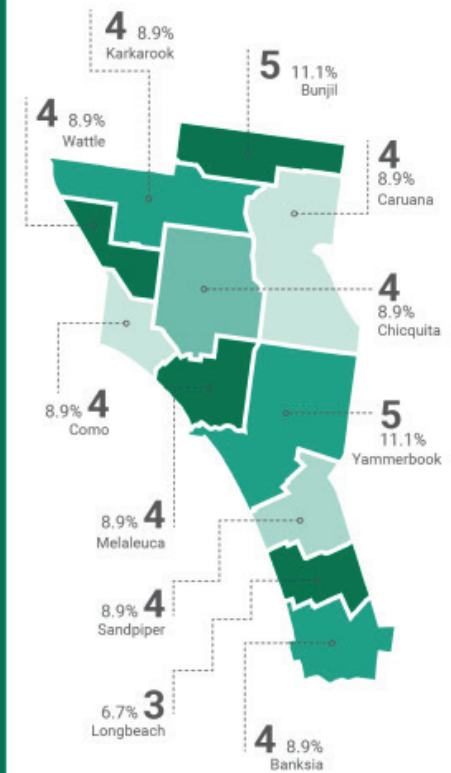 4 8.9%
Karkarook
5 11.1%
Bunjil
4 8.9%
Wattle
4
8.9%
Caruana
4
8.9%
Chicquita
8.9% 4
Como
5
11.1%
Yammerbook
8.9% 4
Melaleuca
8.9% 4
Sandpiper
6.7% 3
Longbeach
4 8.9%
Banksia